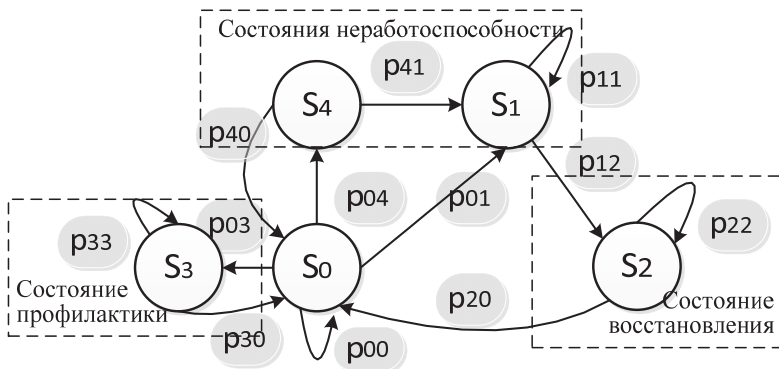 Состояния неработоспособности
p41
S4
S1
p11
p40
p12
p04
p01
p33
p03
p22
S3
S0
S2
Состояние
профилактики
p20
Состояние
восстановления
p30
p00